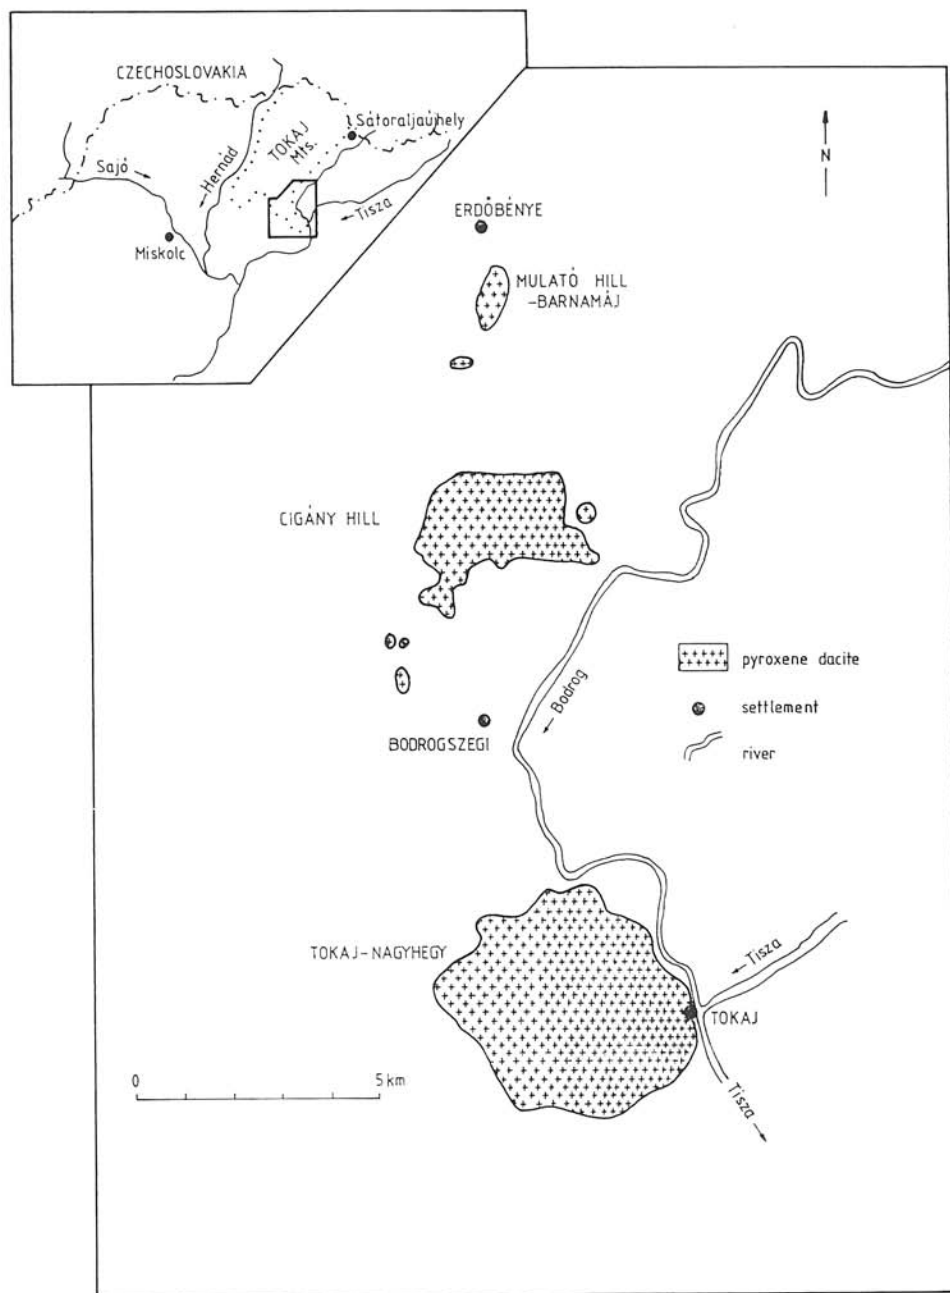 CZECHOSLOVAKIA
Sátoraljaújhely
TOKAJ
Mts.
Hernád
Sajó
Tisza
Miskolc
N
ERDŐBÉNYE
MULATÓ HILL
-BARNAMÁJ
CIGÁNY HILL
pyroxene dacite
settlement
river
Bodrog
BODROGSZEGI
TOKAJ-NAGYHEGY
Tisza
TOKAJ
0 5 km
Tisza